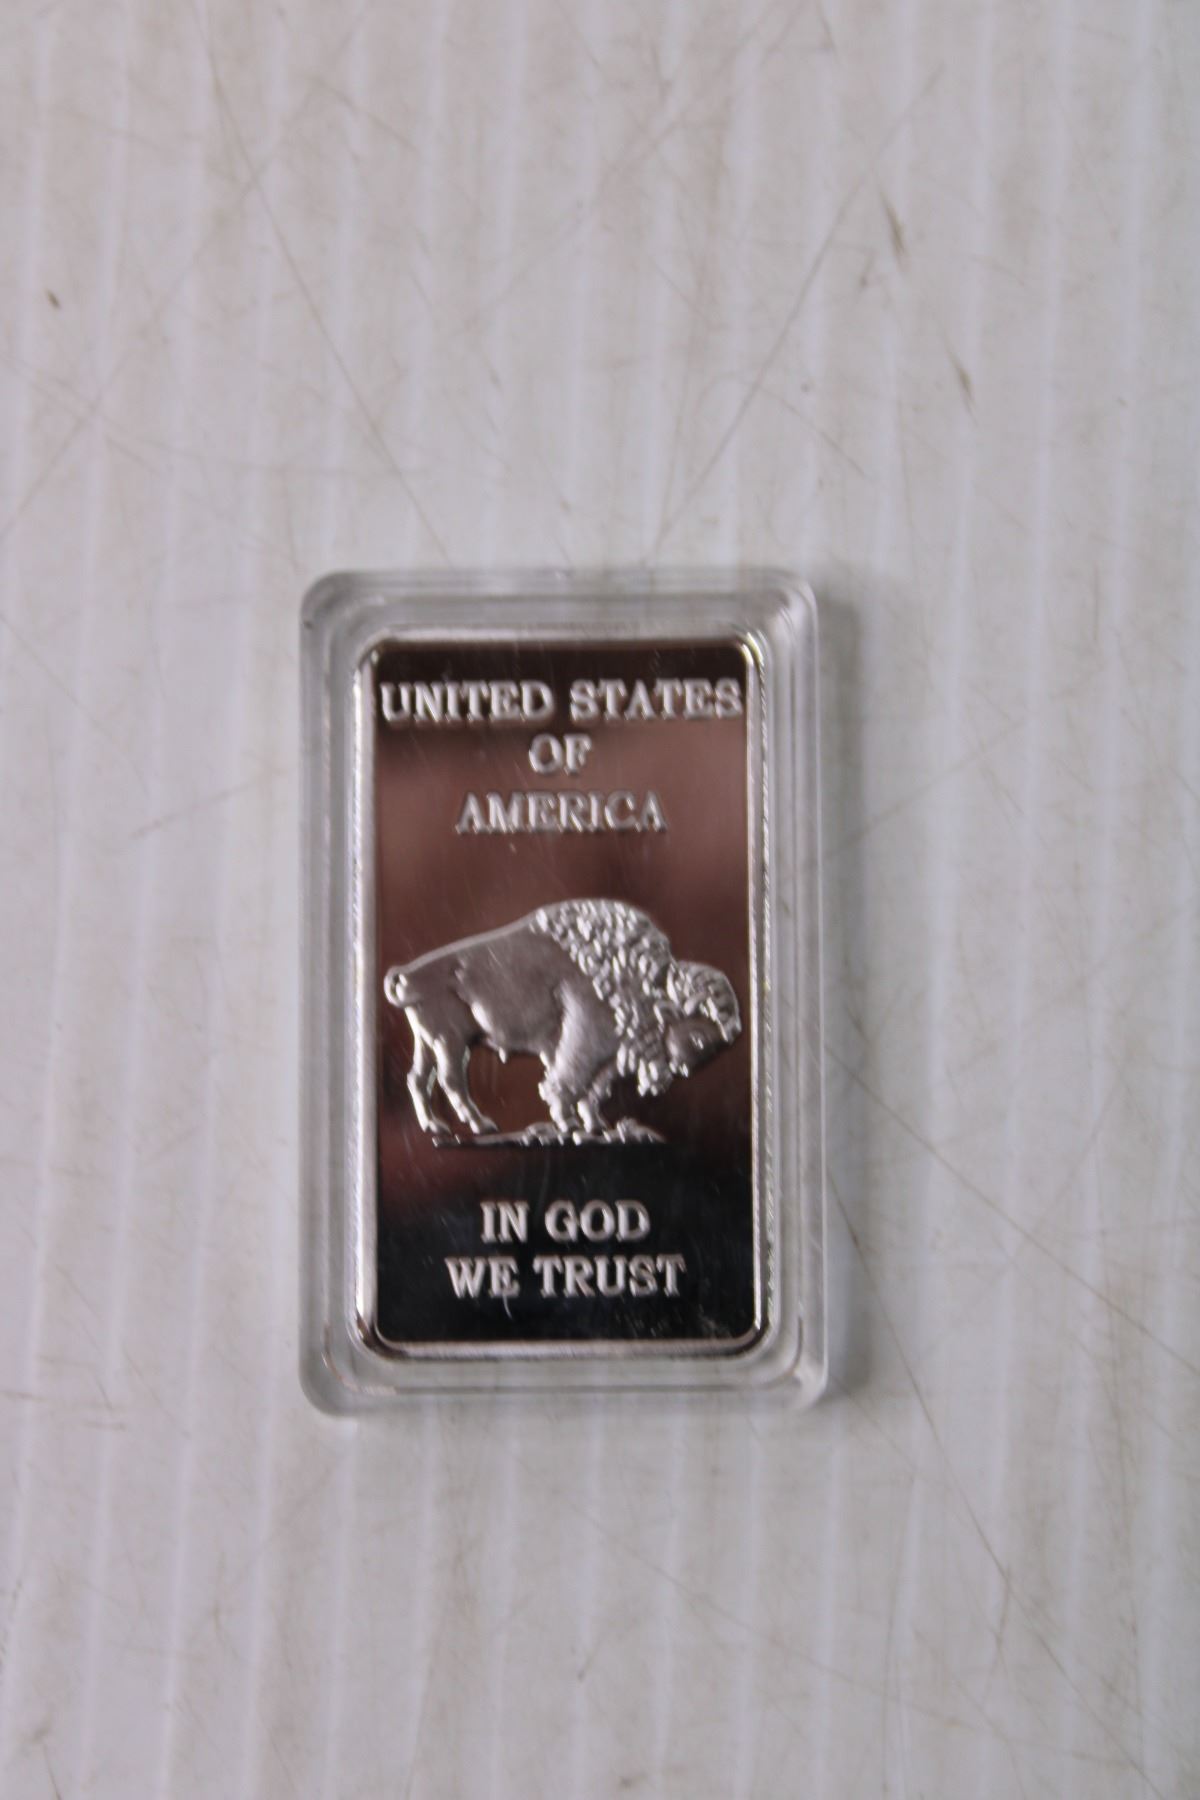 UNITED STATES
OF
AMERICA
IN GOD
WE TRUST